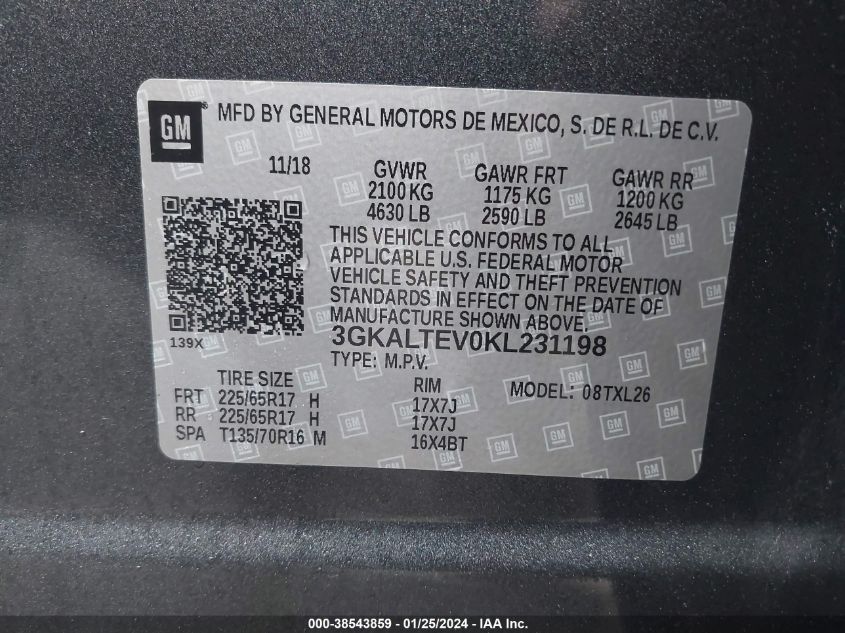 GM ® MFD BY GENERAL MOTORS DE MEXICO, S. DE R.L. DE C.V.
11/18 GVWR GAWR FRT GAWR RR
2100 KG 1175 KG 1200 KG
4630 LB 2590 LB 2645 LB
THIS VEHICLE CONFORMS TO ALL
APPLICABLE U.S. FEDERAL MOTOR
VEHICLE SAFETY AND THEFT PREVENTION
STANDARDS IN EFFECT ON THE DATE OF
MANUFACTURE SHOWN ABOVE.
139X 3GKALTEV0KL231198
TYPE: M.P.V.
TIRE SIZE RIM MODEL: 08TXL26
FRT 225/65R17 H 17X7J
RR 225/65R17 H 17X7J
SPA T135/70R16 M 16X4BT
000-38543859 - 01/25/2024 - IAA Inc.